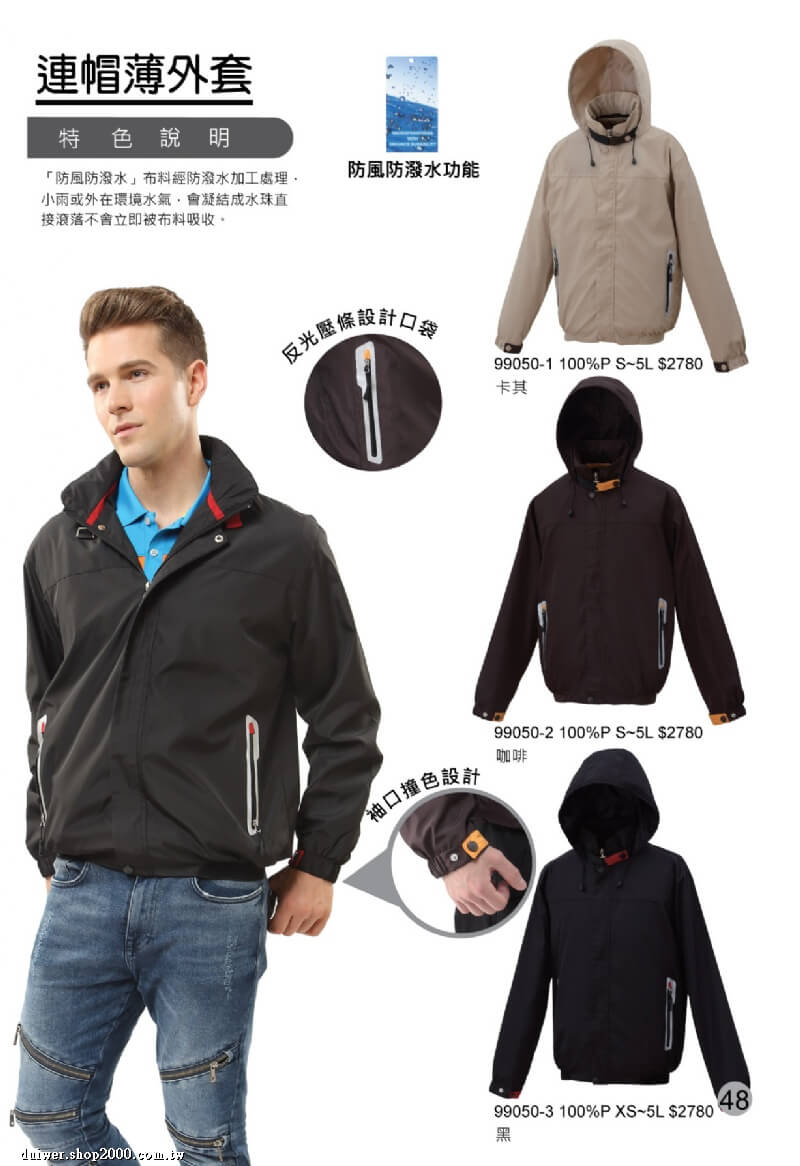 連帽薄外套
特色說明
「防風防潑水」布料經防潑水加工處理，
小雨或外在環境水氣，會凝結成水珠直
接滾落不會立即被布料吸收。
防風防潑水功能
99050-1 100%P S~5L $2780
卡其
反光壓條設計口袋
99050-2 100%P S~5L $2780
咖啡
袖口撞色設計
99050-3 100%P XS~5L $2780
黑
48
duiwer.shop2000.com.tw